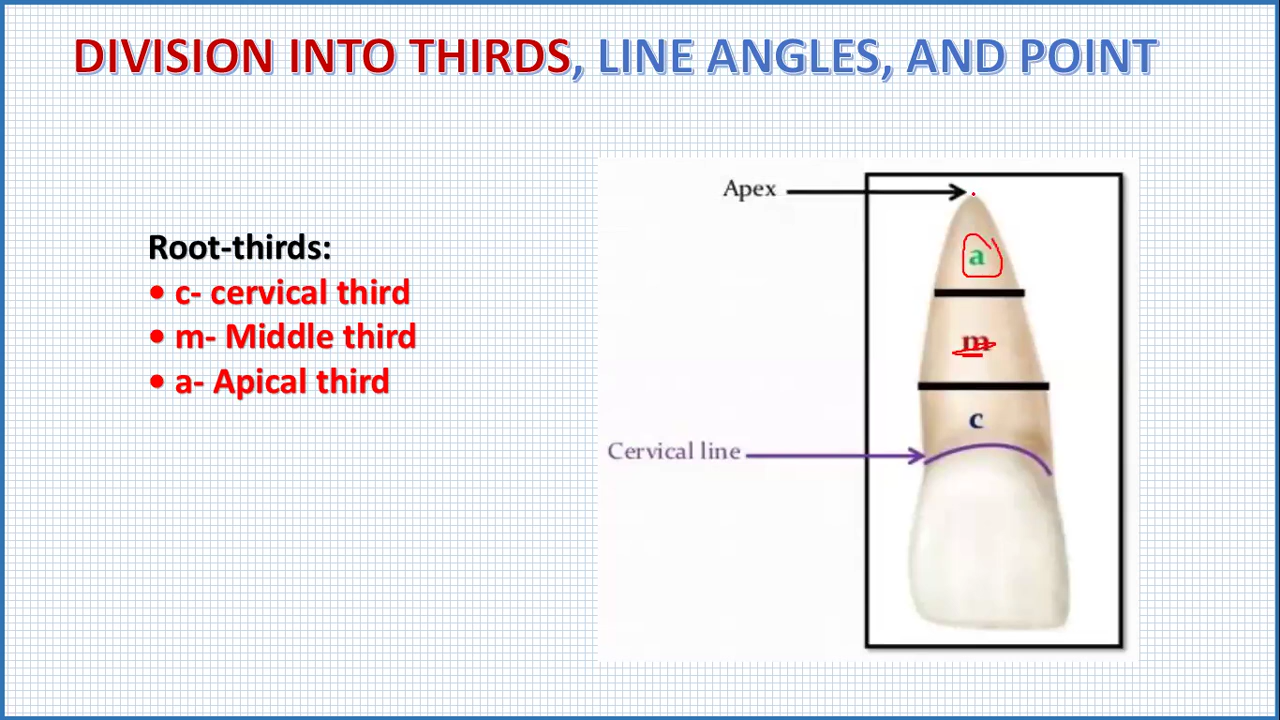 DIVISION INTO THIRDS, LINE ANGLES, AND POINT
Root-thirds:
• c- cervical third
• m- Middle third
• a- Apical third
Apex
a
m
c
Cervical line